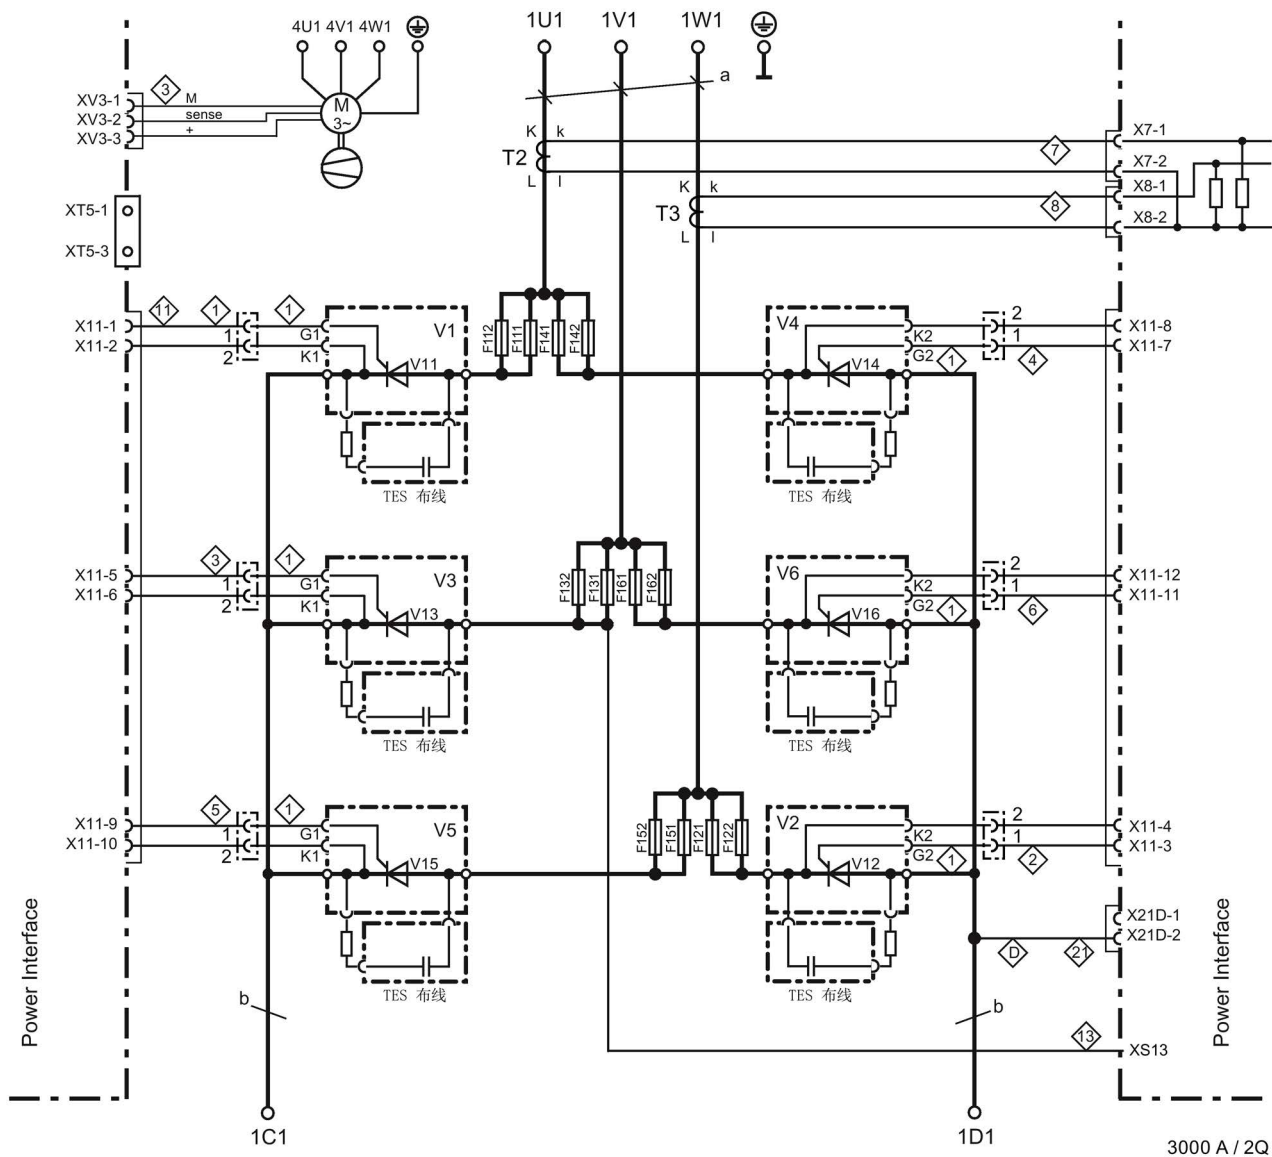 4U1 4V1 4W1
1U1 1V1 1W1
a
XV3-1 3 M
XV3-2 sense
XV3-3 +
M
3~
K k
T2
L l
7
X7-1
X7-2
K k
T3
L l
8
X8-1
X8-2
XT5-1
XT5-3
11 1 1
X11-1
X11-2
1
2
G1
K1
V1
V11
TES 布线
F112 F111 F141 F142
V4
V14
K2
G2
1
2
1
4
X11-8
X11-7
TES 布线
3 1
X11-5
X11-6
1
2
G1
K1
V3
V13
TES 布线
F132 F131 F161 F162
V6
V16
K2
G2
1
2
1
6
X11-12
X11-11
TES 布线
5 1
X11-9
X11-10
1
2
G1
K1
V5
V15
TES 布线
F152 F151 F121 F122
V2
V12
K2
G2
1
2
1
2
X11-4
X11-3
TES 布线
X21D-1
X21D-2
D 21
Power Interface
Power Interface
b
b
13
XS13
1C1
1D1
3000 A / 2Q